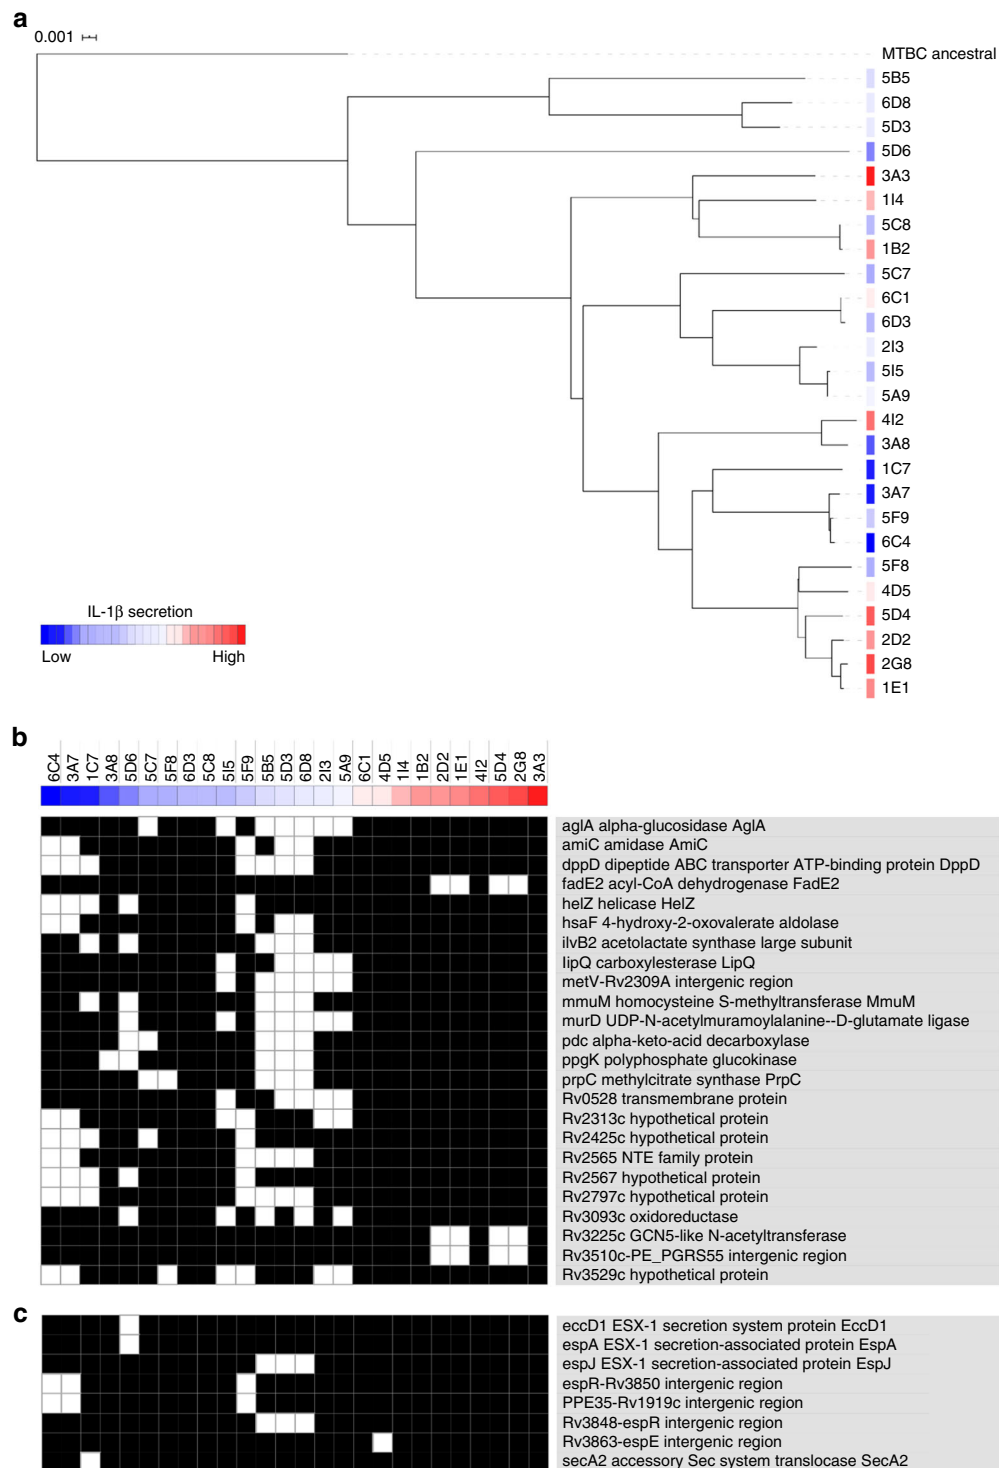 a
0.001
MTBC ancestral
5B5
6D8
5D3
5D6
3A3
1I4
5C8
1B2
5C7
6C1
6D3
2I3
5I5
5A9
4I2
3A8
1C7
3A7
5F9
6C4
5F8
4D5
5D4
2D2
2G8
1E1
IL-1β secretion
Low High
b
6C4 3A7 1C7 3A8 5D6 5C7 5F8 6D3 5C8 5I5 5F9 5B5 5D3 6D8 2I3 5A9 6C1 4D5 1I4 1B2 2D2 1E1 4I2 5D4 2G8 3A3
aglA alpha-glucosidase AglA
amiC amidase AmiC
dppD dipeptide ABC transporter ATP-binding protein DppD
fadE2 acyl-CoA dehydrogenase FadE2
helZ helicase HelZ
hsaF 4-hydroxy-2-oxovalerate aldolase
ilvB2 acetolactate synthase large subunit
lipQ carboxylesterase LipQ
metV-Rv2309A intergenic region
mmuM homocysteine S-methyltransferase MmuM
murD UDP-N-acetylmuramoylalanine--D-glutamate ligase
pdc alpha-keto-acid decarboxylase
ppgK polyphosphate glucokinase
prpC methylcitrate synthase PrpC
Rv0528 transmembrane protein
Rv2313c hypothetical protein
Rv2425c hypothetical protein
Rv2565 NTE family protein
Rv2567 hypothetical protein
Rv2797c hypothetical protein
Rv3093c oxidoreductase
Rv3225c GCN5-like N-acetyltransferase
Rv3510c-PE_PGRS55 intergenic region
Rv3529c hypothetical protein
c
eccD1 ESX-1 secretion system protein EccD1
espA ESX-1 secretion-associated protein EspA
espJ ESX-1 secretion-associated protein EspJ
espR-Rv3850 intergenic region
PPE35-Rv1919c intergenic region
Rv3848-espR intergenic region
Rv3863-espE intergenic region
secA2 accessory Sec system translocase SecA2